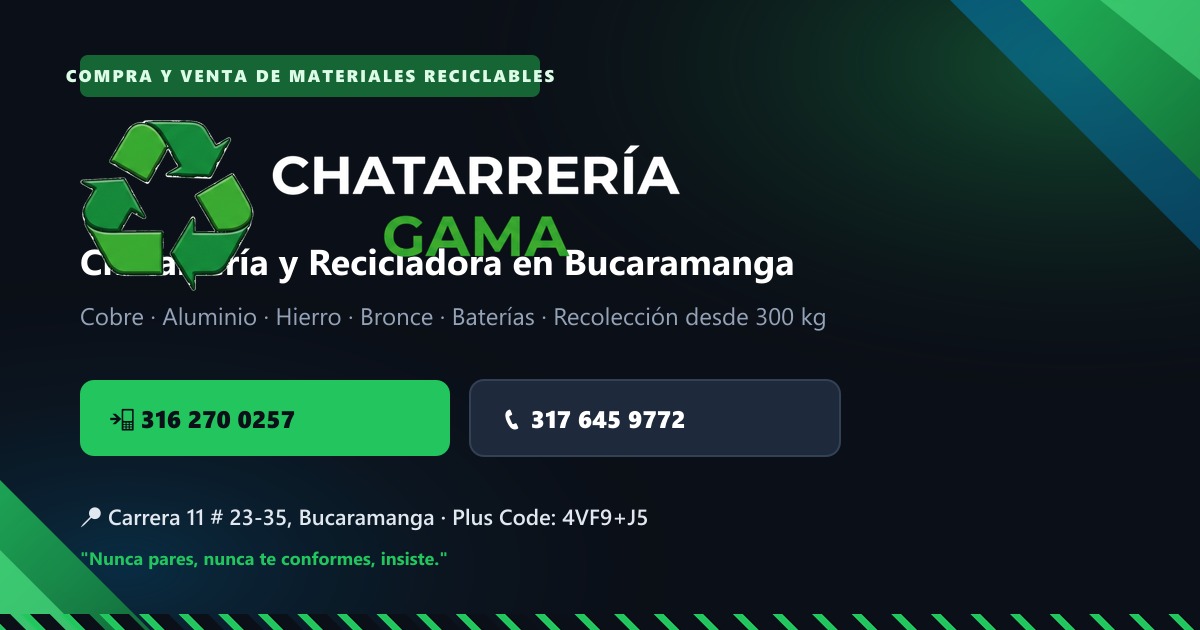 COMPRA Y VENTA DE MATERIALES RECICLABLES
CHATARRERÍA
GAMA
Chatarrería y Recicladora en Bucaramanga
Cobre · Aluminio · Hierro · Bronce · Baterías · Recolección desde 300 kg
316 270 0257
317 645 9772
Carrera 11 # 23-35, Bucaramanga · Plus Code: 4VF9+J5
"Nunca pares, nunca te conformes, insiste."